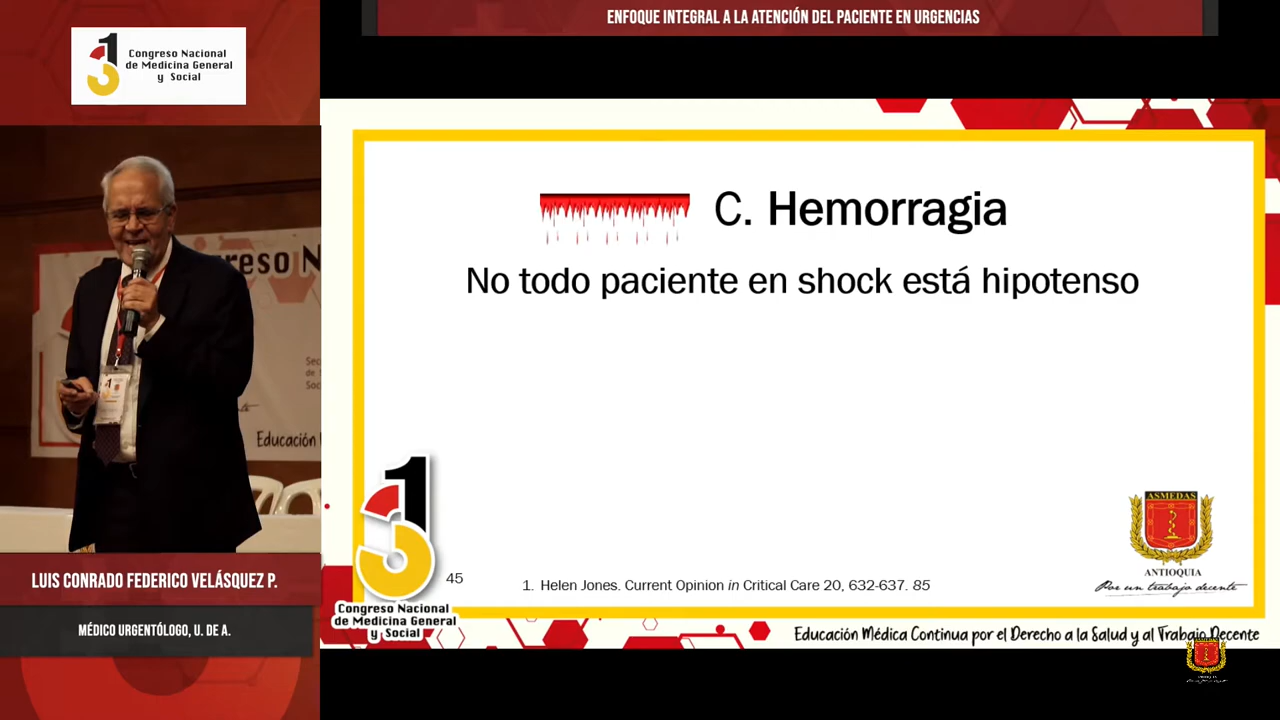 ENFOQUE INTEGRAL A LA ATENCIÓN DEL PACIENTE EN URGENCIAS
Congreso Nacional
de Medicina General
y Social
greso N
Educación
C. Hemorragia
No todo paciente en shock está hipotenso
ASMEDAS
ANTIOQUIA
Por un trabajo decente
45
1. Helen Jones. Current Opinion in Critical Care 20, 632-637. 85
Congreso Nacional
de Medicina General
y Social
Educación Médica Continua por el Derecho a la Salud y al Trabajo Decente
LUIS CONRADO FEDERICO VELÁSQUEZ P.
MÉDICO URGENTÓLOGO, U. DE A.